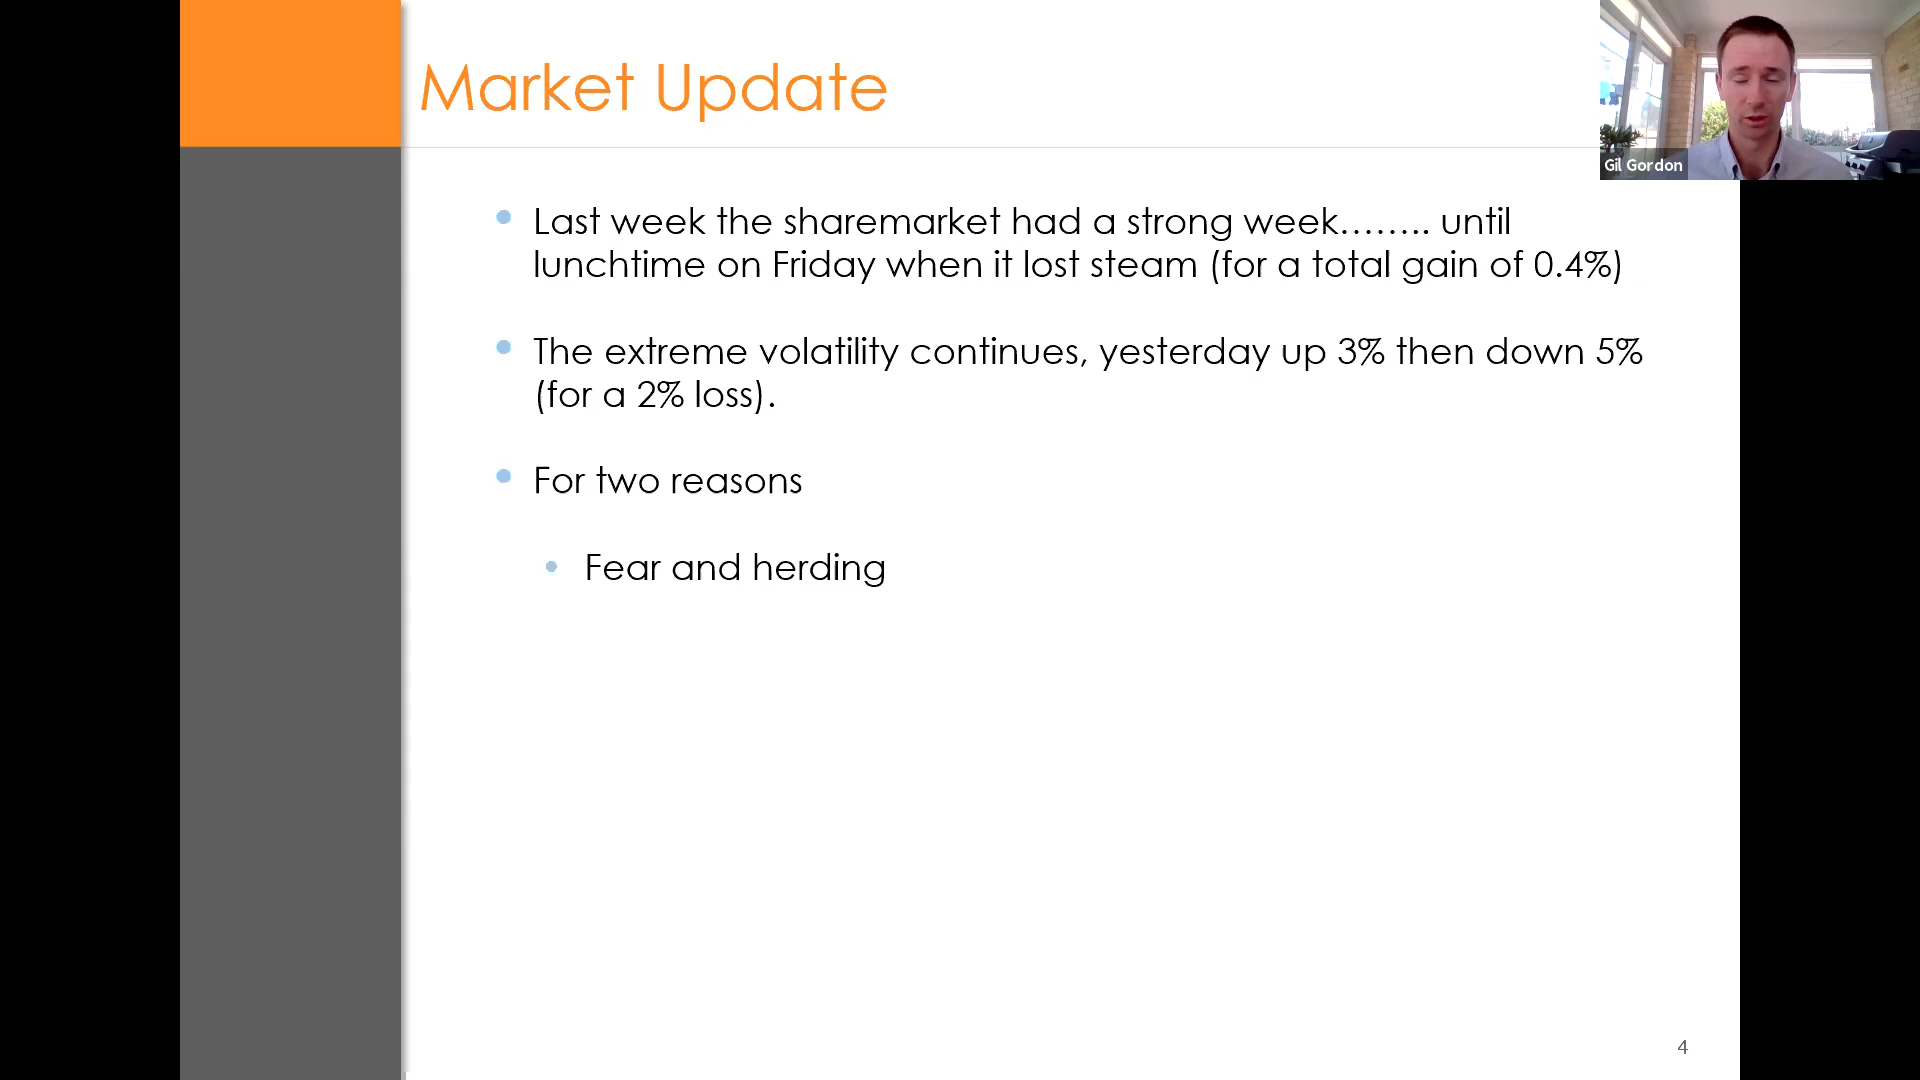 Market Update
Gil Gordon
Last week the sharemarket had a strong week........ until
lunchtime on Friday when it lost steam (for a total gain of 0.4%)
The extreme volatility continues, yesterday up 3% then down 5%
(for a 2% loss).
For two reasons
Fear and herding
4